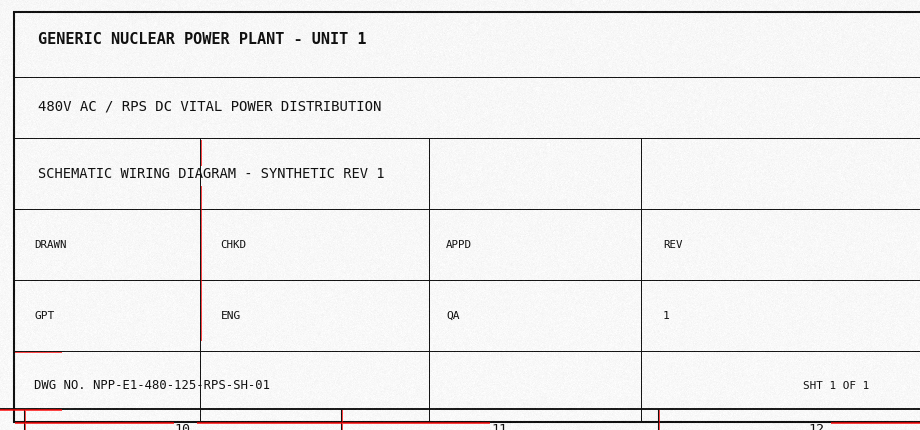 GENERIC NUCLEAR POWER PLANT - UNIT 1
480V AC / RPS DC VITAL POWER DISTRIBUTION
SCHEMATIC WIRING DIAGRAM - SYNTHETIC REV 1
DRAWN CHKD APPD REV
GPT ENG QA 1
DWG NO. NPP-E1-480-125-RPS-SH-01 SHT 1 OF 1
10 11 12